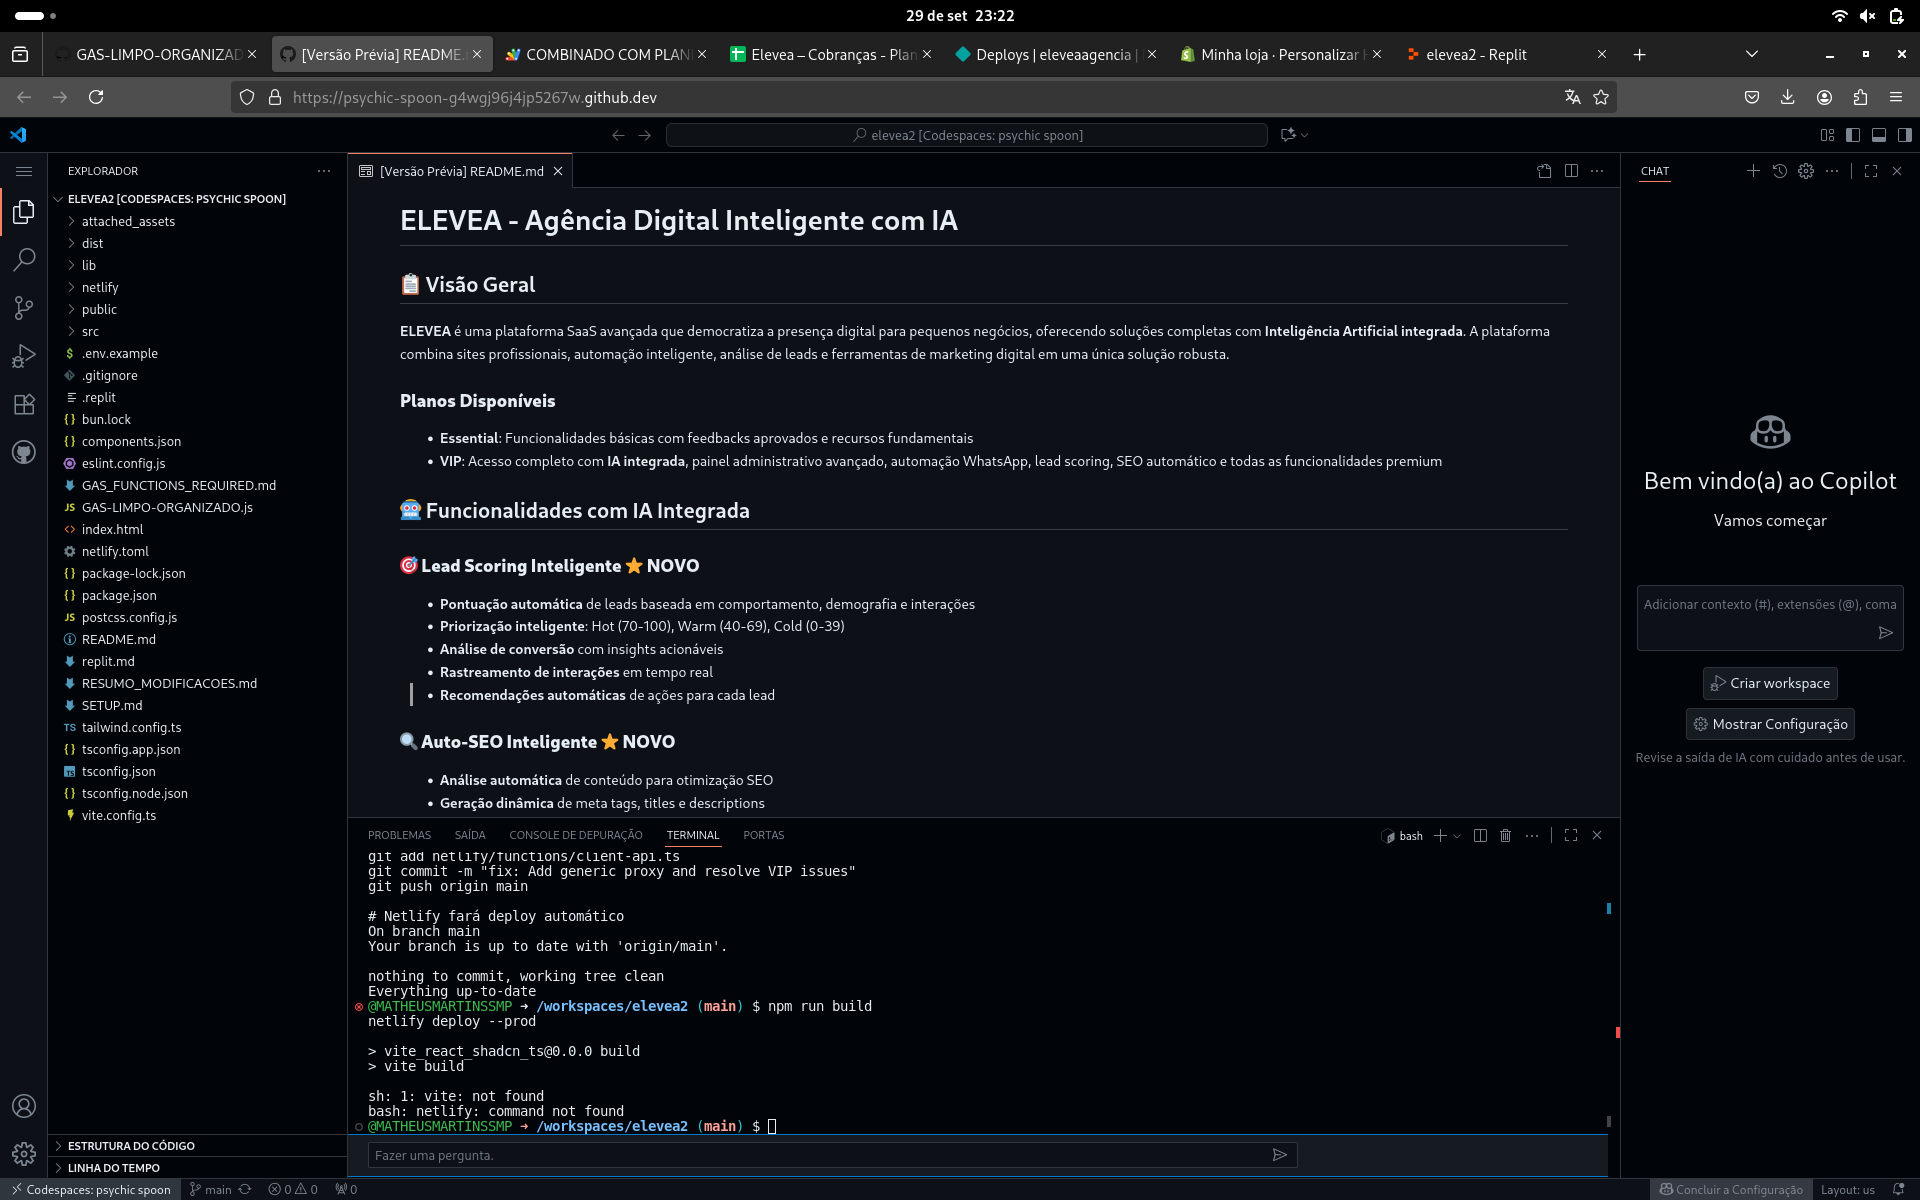 29 de set 23:22
GAS-LIMPO-ORGANIZAD
[Versão Prévia] README.
COMBINADO COM PLAN
Elevea – Cobranças - Plan
Deploys | eleveaagencia |
Minha loja · Personalizar
elevea2 - Replit
https://psychic-spoon-g4wgj96j4jp5267w.github.dev
elevea2 [Codespaces: psychic spoon]
EXPLORADOR
ELEVEA2 [CODESPACES: PSYCHIC SPOON]
attached_assets
dist
lib
netlify
public
src
.env.example
.gitignore
.replit
bun.lock
components.json
eslint.config.js
GAS_FUNCTIONS_REQUIRED.md
GAS-LIMPO-ORGANIZADO.js
index.html
netlify.toml
package-lock.json
package.json
postcss.config.js
README.md
replit.md
RESUMO_MODIFICACOES.md
SETUP.md
tailwind.config.ts
tsconfig.app.json
tsconfig.json
tsconfig.node.json
vite.config.ts
ESTRUTURA DO CÓDIGO
LINHA DO TEMPO
[Versão Prévia] README.md
ELEVEA - Agência Digital Inteligente com IA
📋 Visão Geral
ELEVEA é uma plataforma SaaS avançada que democratiza a presença digital para pequenos negócios, oferecendo soluções completas com Inteligência Artificial integrada. A plataforma
combina sites profissionais, automação inteligente, análise de leads e ferramentas de marketing digital em uma única solução robusta.
Planos Disponíveis
• Essential: Funcionalidades básicas com feedbacks aprovados e recursos fundamentais
• VIP: Acesso completo com IA integrada, painel administrativo avançado, automação WhatsApp, lead scoring, SEO automático e todas as funcionalidades premium
🤖 Funcionalidades com IA Integrada
🎯 Lead Scoring Inteligente ⭐ NOVO
• Pontuação automática de leads baseada em comportamento, demografia e interações
• Priorização inteligente: Hot (70-100), Warm (40-69), Cold (0-39)
• Análise de conversão com insights acionáveis
• Rastreamento de interações em tempo real
• Recomendações automáticas de ações para cada lead
🔍 Auto-SEO Inteligente ⭐ NOVO
• Análise automática de conteúdo para otimização SEO
• Geração dinâmica de meta tags, titles e descriptions
PROBLEMAS SAÍDA CONSOLE DE DEPURAÇÃO TERMINAL PORTAS
bash
git add netlify/functions/client-api.ts
git commit -m "fix: Add generic proxy and resolve VIP issues"
git push origin main
# Netlify fará deploy automático
On branch main
Your branch is up to date with 'origin/main'.
nothing to commit, working tree clean
Everything up-to-date
@MATHEUSMARTINSSMP ➜ /workspaces/elevea2 (main) $ npm run build
netlify deploy --prod
> vite_react_shadcn_ts@0.0.0 build
> vite build
sh: 1: vite: not found
bash: netlify: command not found
@MATHEUSMARTINSSMP ➜ /workspaces/elevea2 (main) $
Fazer uma pergunta.
CHAT
Bem vindo(a) ao Copilot
Vamos começar
Adicionar contexto (#), extensões (@), coma
Criar workspace
Mostrar Configuração
Revise a saída de IA com cuidado antes de usar.
Codespaces: psychic spoon
main
0 0
0
Concluir a Configuração
Layout: us